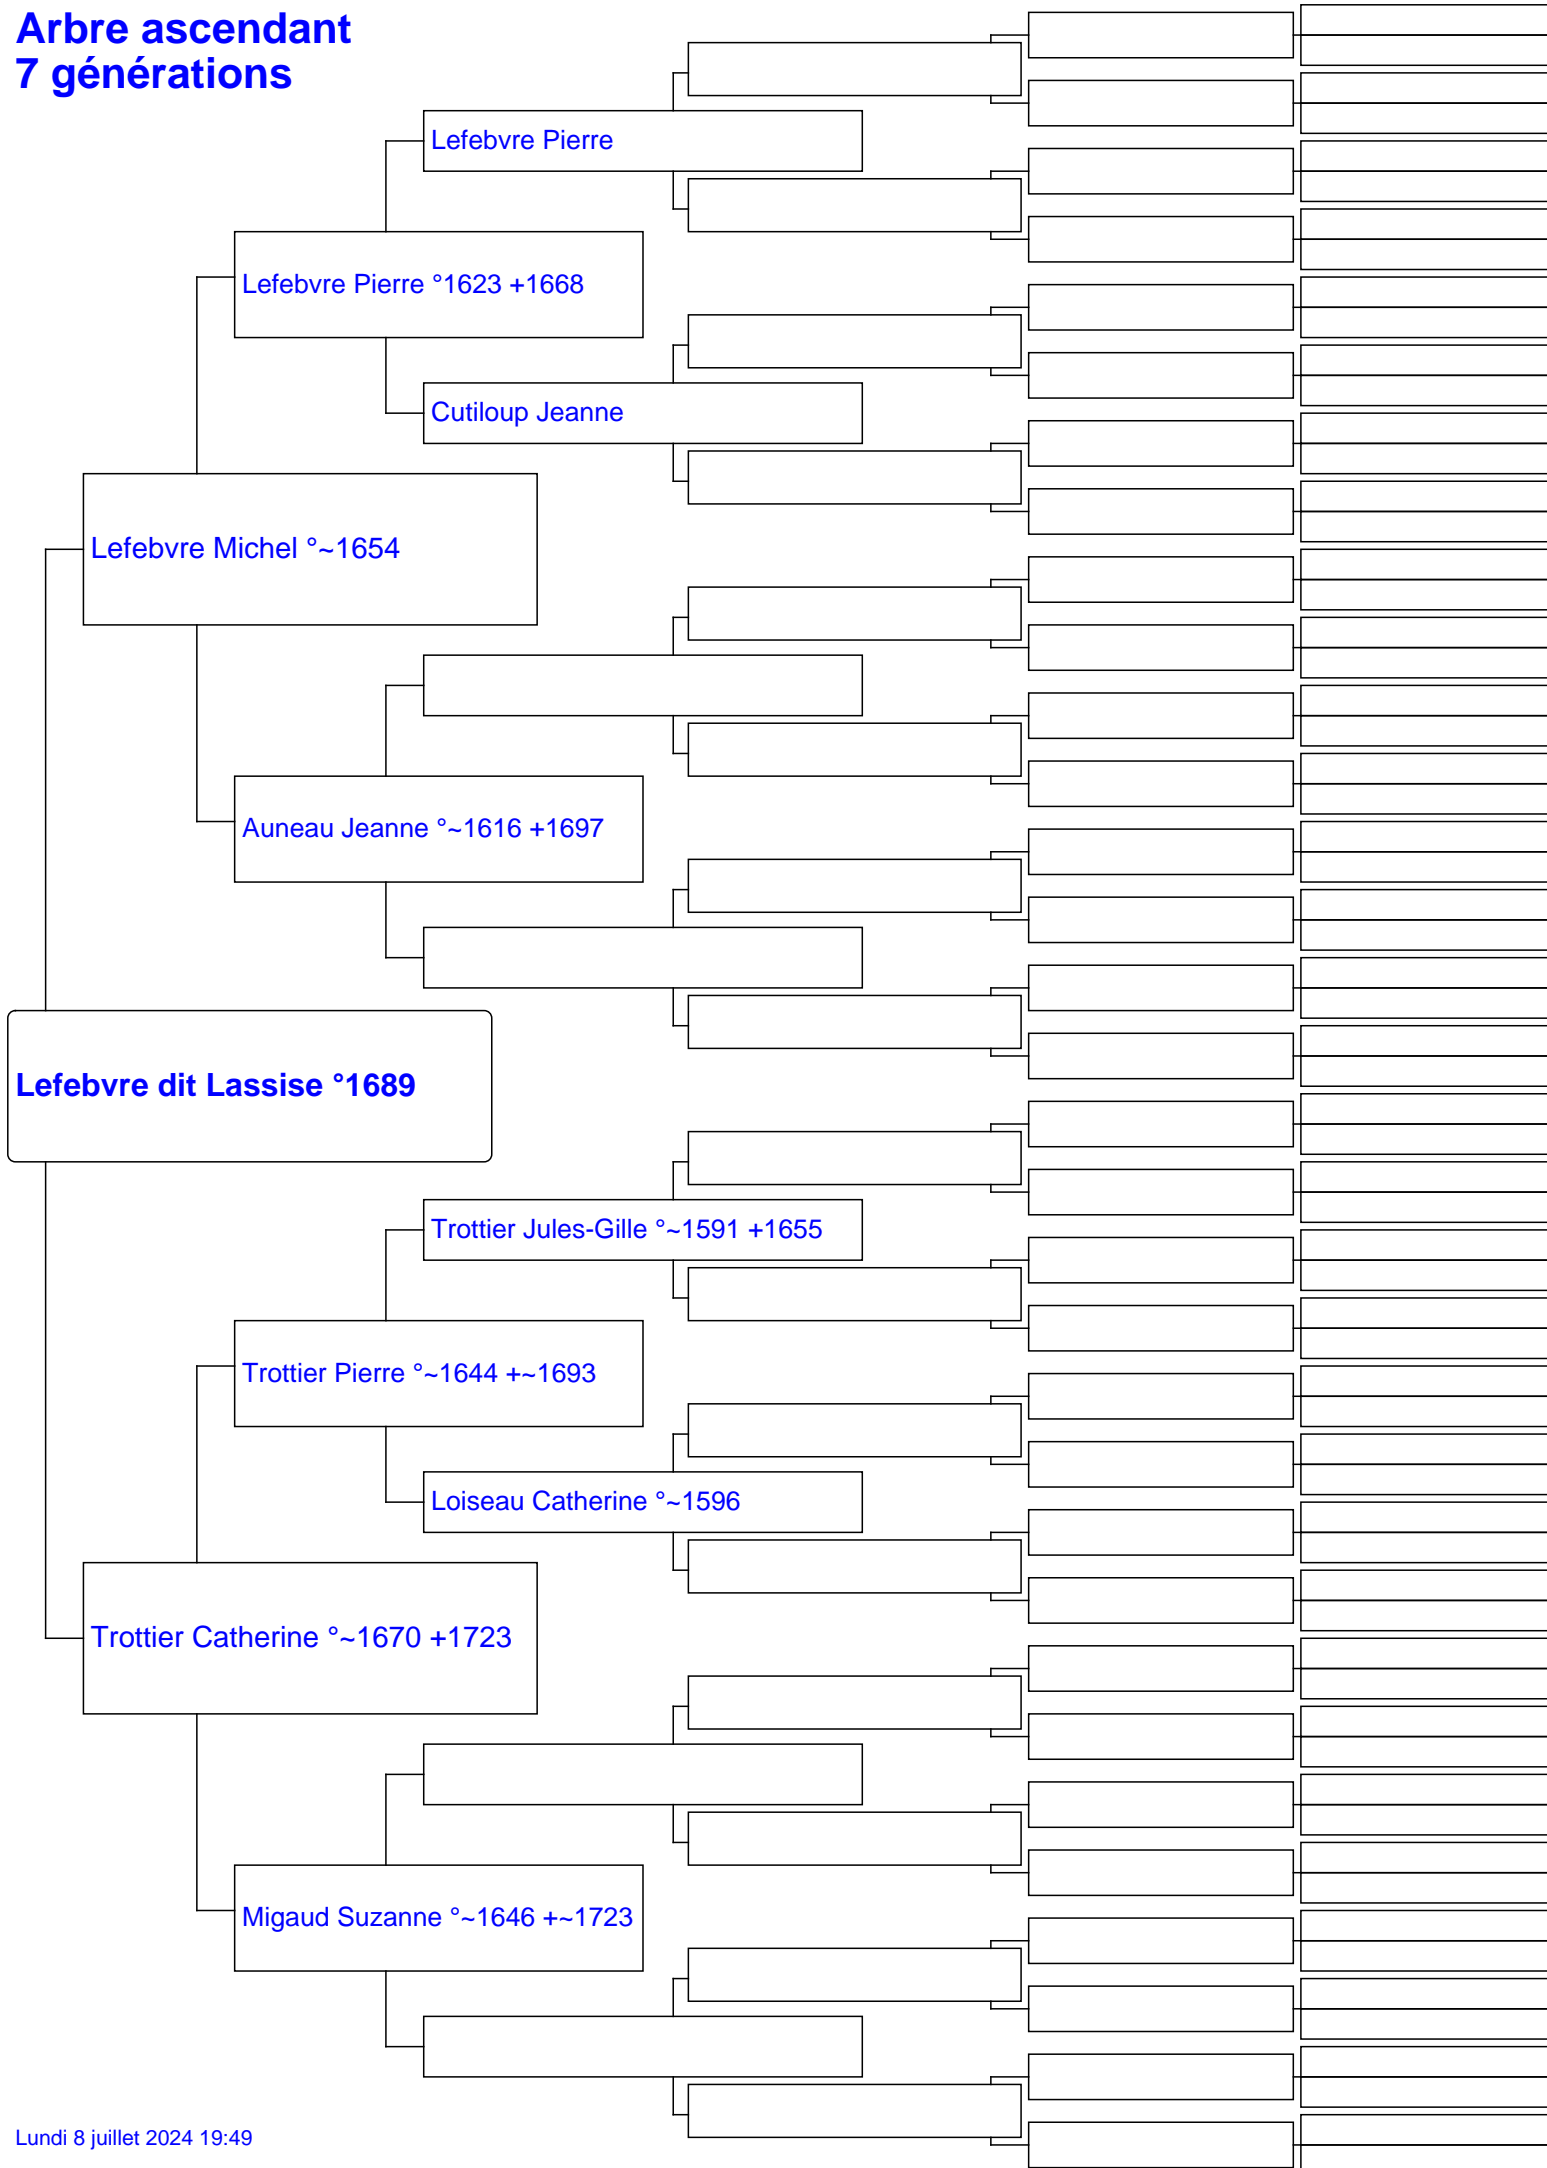 Arbre ascendant
7 générations
Lefebvre Pierre
Lefebvre Pierre °1623 +1668
Cutiloup Jeanne
Lefebvre Michel °~1654
Auneau Jeanne °~1616 +1697
Lefebvre dit Lassise °1689
Trottier Jules-Gille °~1591 +1655
Trottier Pierre °~1644 +~1693
Loiseau Catherine °~1596
Trottier Catherine °~1670 +1723
Migaud Suzanne °~1646 +~1723
Lundi 8 juillet 2024 19:49